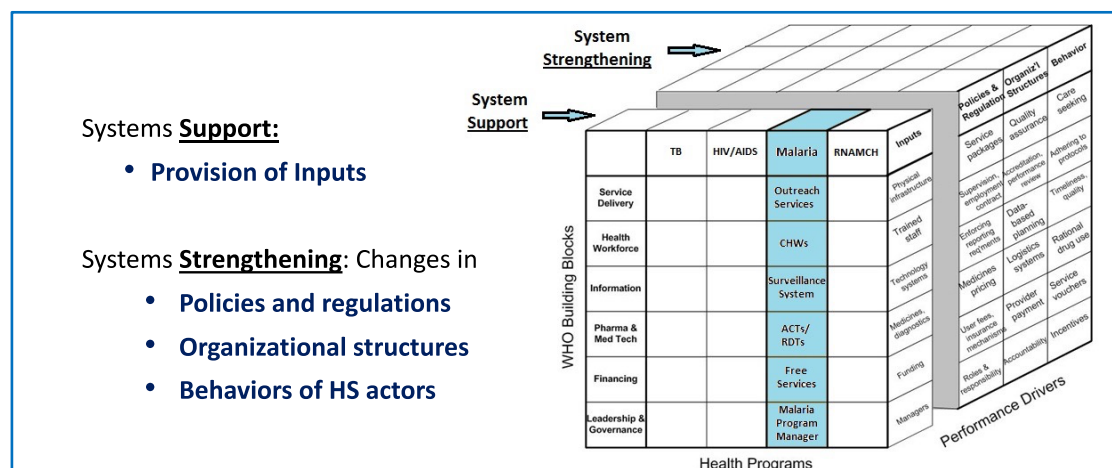 Systems Support:
• Provision of Inputs
Systems Strengthening: Changes in
• Policies and regulations
• Organizational structures
• Behaviors of HS actors
System
Strengthening
System
Support
TB
HIV/AIDS
Malaria
RNAMCH
Inputs
Policies &
Regulation
Organiz'l
Structures
Behavior
Service
Delivery
Outreach
Services
Physical
infrastructure
Service
packages
Quality
assurance
Care
seeking
Health
Workforce
CHWs
Trained
staff
Supervision,
employment
contract
Accreditation,
performance
review
Adhering to
protocols
Information
Surveillance
System
Technology
systems
Enforcing
reporting
req'ments
Data-
based
planning
Timeliness,
quality
Pharma &
Med Tech
ACTs/
RDTs
Medicines,
diagnostics
Medicines
pricing
Logistics
systems
Rational
drug use
Financing
Free
Services
Funding
User fees,
insurance
mechanisms
Provider
payment
Service
vouchers
Leadership &
Governance
Malaria
Program
Manager
Managers
Roles &
responsibility
Accountability
Incentives
WHO Building Blocks
Health Programs
Performance Drivers